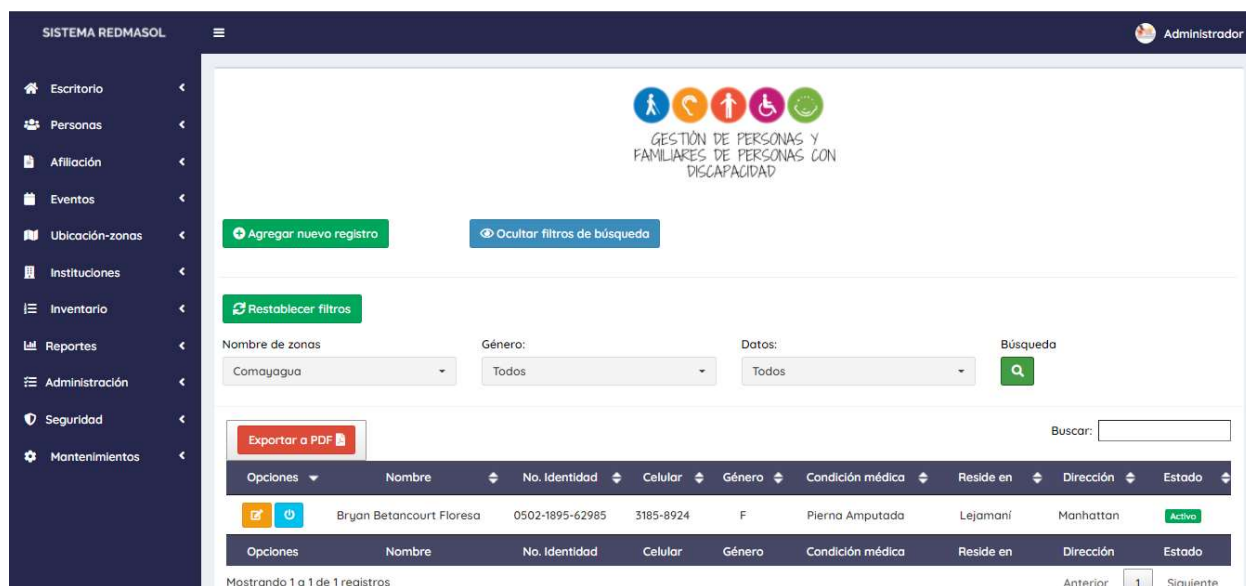 SISTEMA REDMASOL
Administrador
Escritorio
Personas
Afiliación
Eventos
Ubicación-zonas
Instituciones
Inventario
Reportes
Administración
Seguridad
Mantenimientos
GESTIÓN DE PERSONAS Y
FAMILIARES DE PERSONAS CON
DISCAPACIDAD
Agregar nuevo registro Ocultar filtros de búsqueda
Restablecer filtros
Nombre de zonas Género: Datos: Búsqueda
Comayagua Todos Todos
Exportar a PDF Buscar:
Opciones Nombre No. Identidad Celular Género Condición médica Reside en Dirección Estado
Bryan Betancourt Floresa 0502-1895-62985 3185-8924 F Pierna Amputada Lejamaní Manhattan Activo
Opciones Nombre No. Identidad Celular Género Condición médica Reside en Dirección Estado
Mostrando 1 a 1 de 1 registros Anterior 1 Siguiente